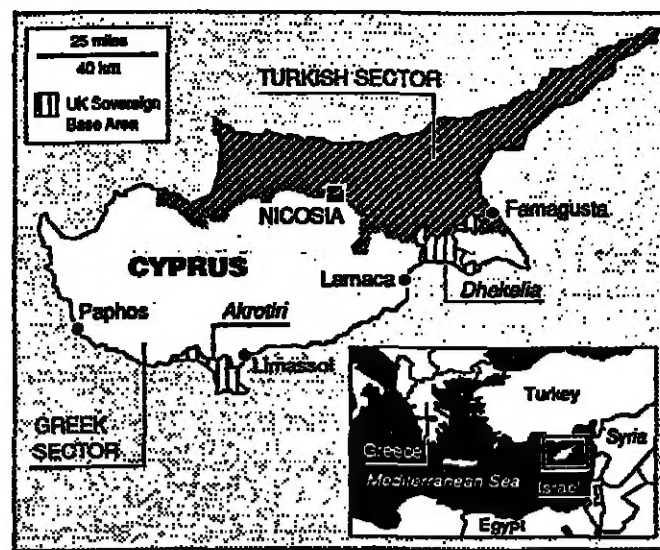 25 miles
40 km
UK Sovereign
Base Area
TURKISH SECTOR
NICOSIA
Famagusta
CYPRUS
Larnaca
Dhekelia
Paphos
Akrotiri
Limassol
GREEK
SECTOR
Turkey
Greece
Syria
Mediterranean Sea
Israel
Egypt